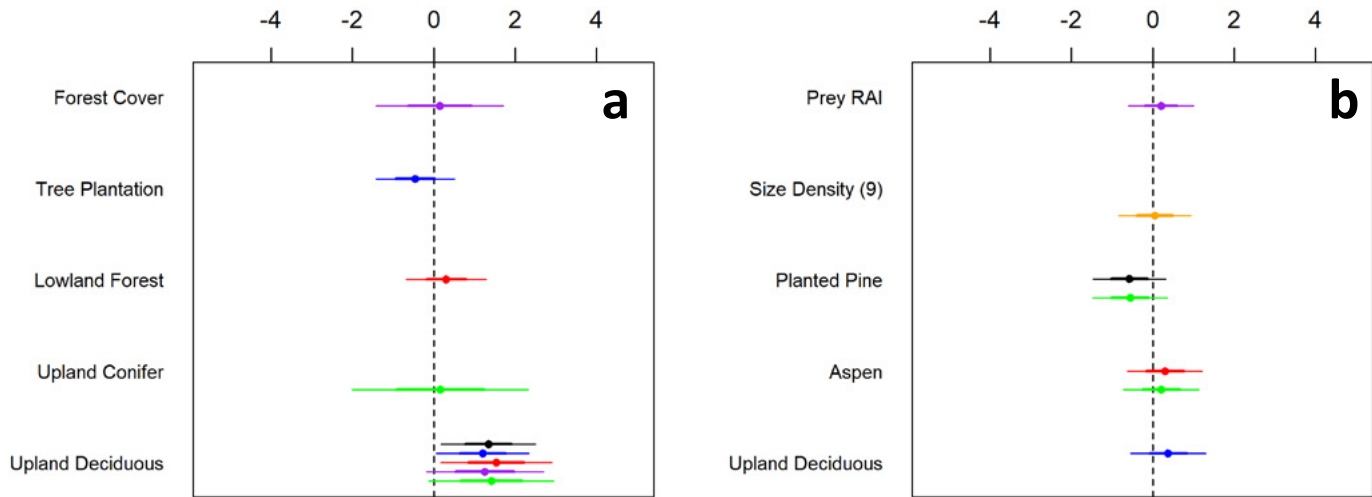 -4 -2 0 2 4
a
Forest Cover
Tree Plantation
Lowland Forest
Upland Conifer
Upland Deciduous
-4 -2 0 2 4
b
Prey RAI
Size Density (9)
Planted Pine
Aspen
Upland Deciduous